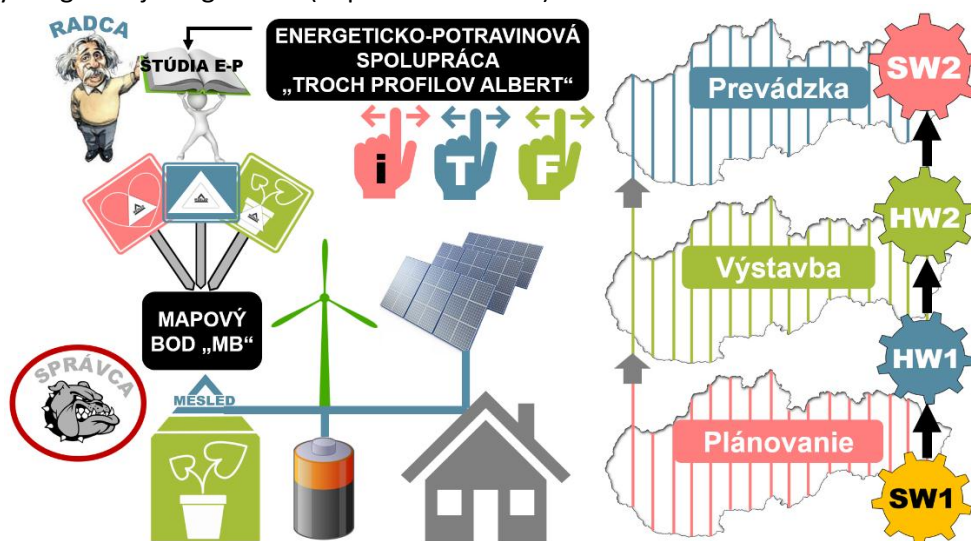 RADCA
ŠTÚDIA E-P
ENERGETICKO-POTRAVINOVÁ
SPOLUPRÁCA
„TROCH PROFILOV ALBERT“
i
T
F
MAPOVÝ
BOD „MB“
SPRÁVCA
MESLED
Prevádzka
SW2
Výstavba
HW2
HW1
Plánovanie
SW1